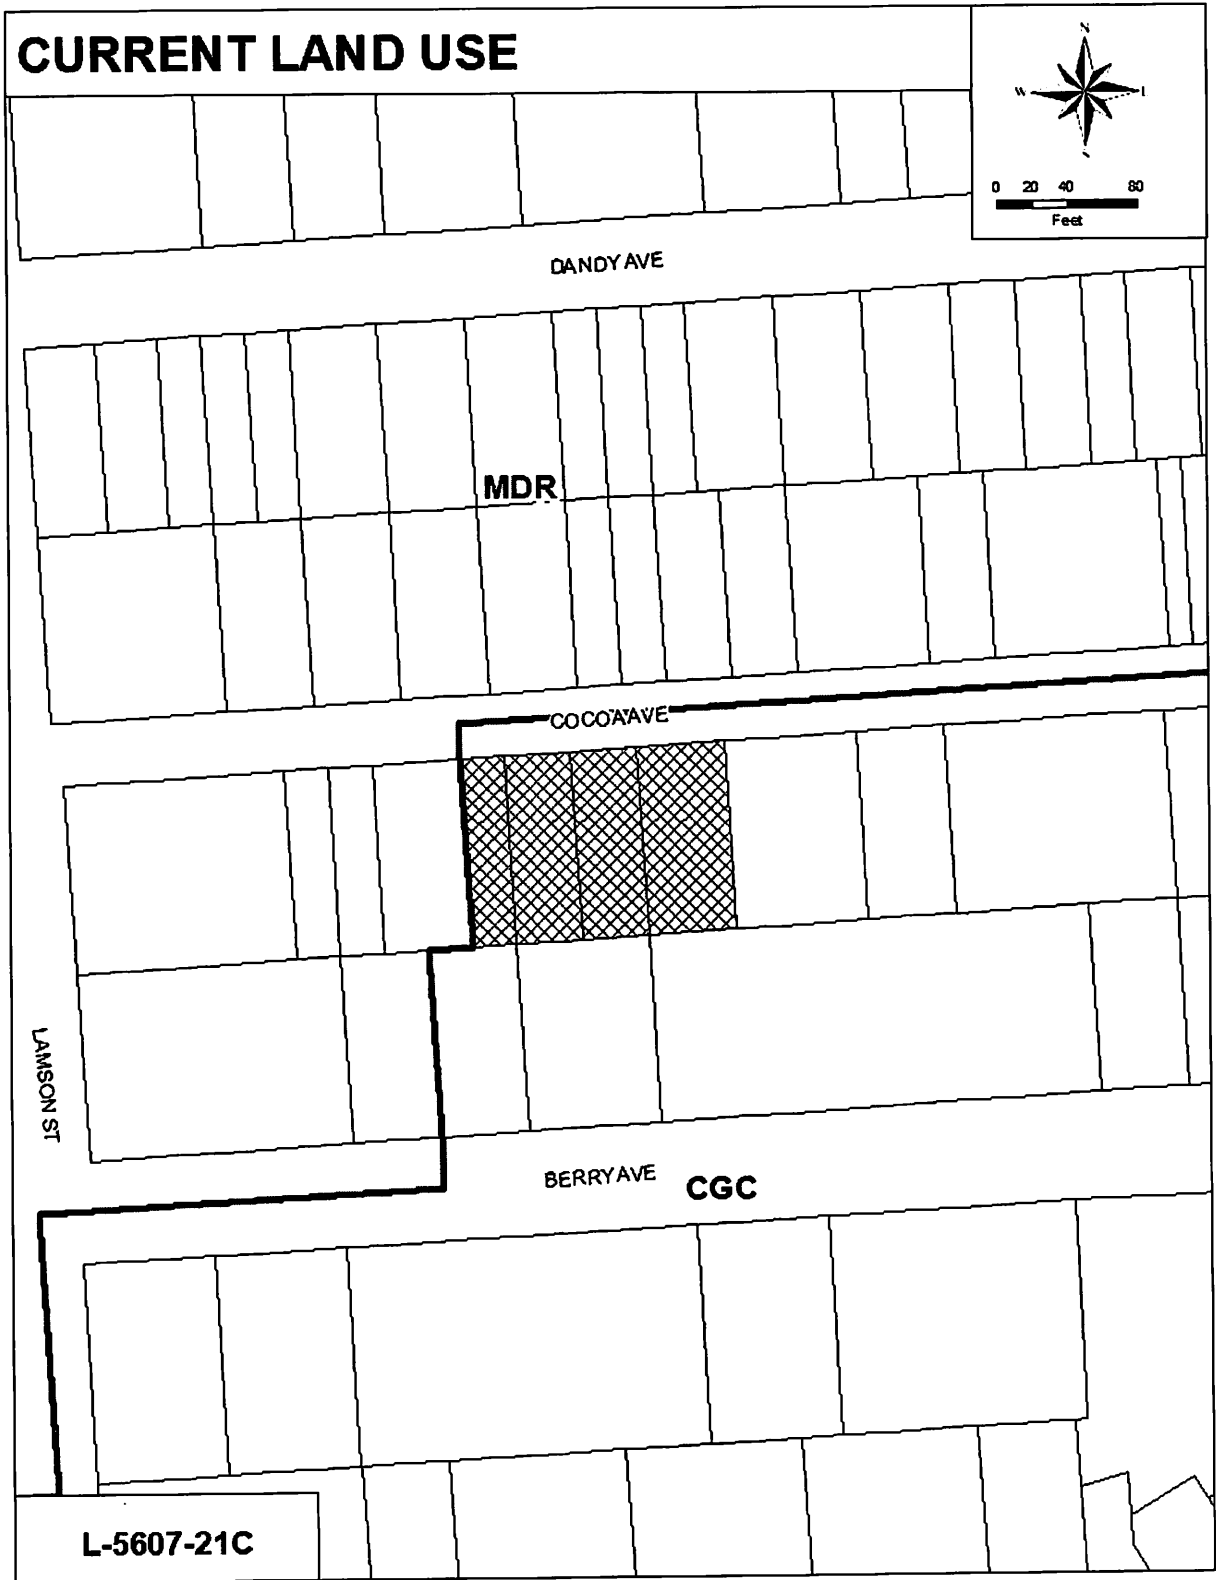 CURRENT LAND USE
N
W
0 20 40 80
Feet
DANDY AVE
MDR
COCOA AVE
LAMSON ST
BERRY AVE
CGC
L-5607-21C